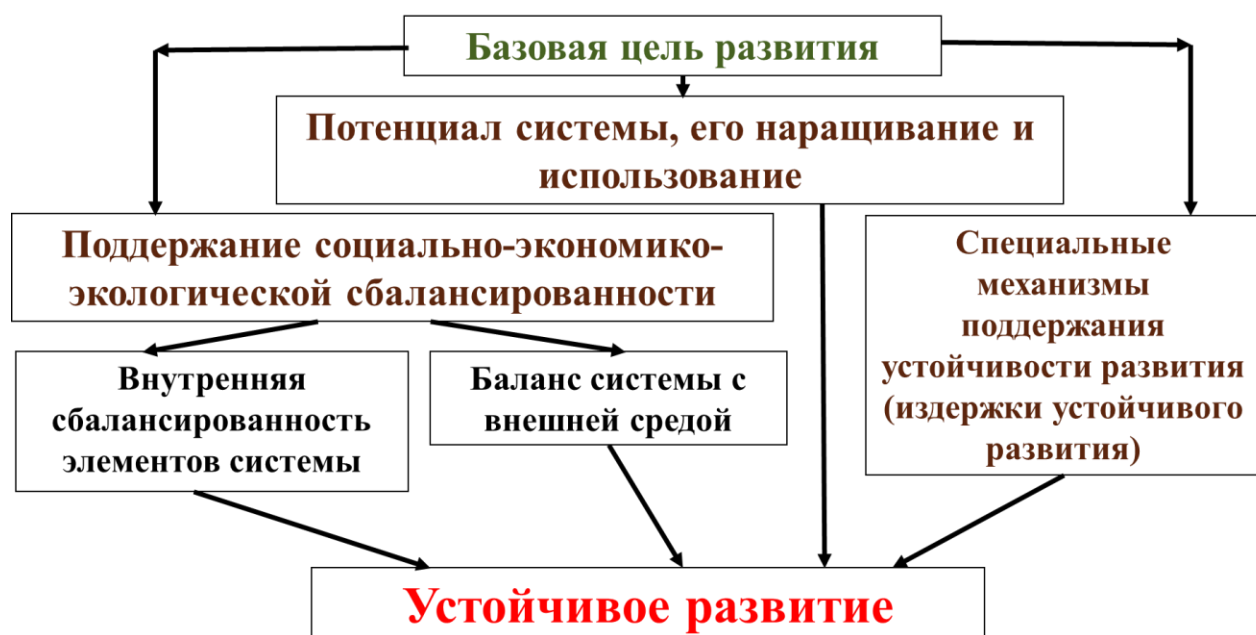 Базовая цель развития
Потенциал системы, его наращивание и
использование
Поддержание социально-экономико-
экологической сбалансированности
Специальные
механизмы
поддержания
устойчивости развития
(издержки устойчивого
развития)
Внутренняя
сбалансированность
элементов системы
Баланс системы с
внешней средой
Устойчивое развитие